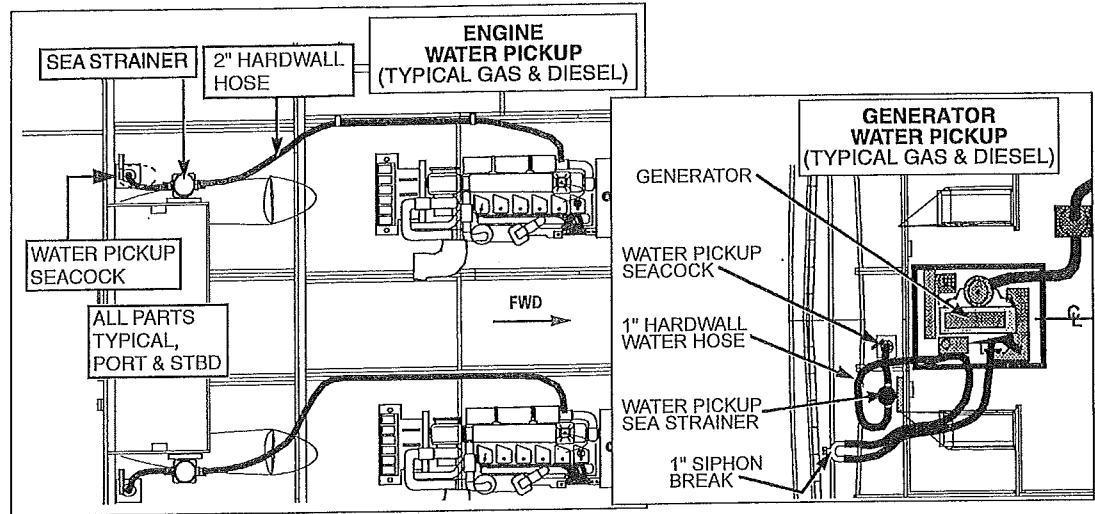 ENGINE
WATER PICKUP
(TYPICAL GAS & DIESEL)
SEA STRAINER
2" HARDWALL
HOSE
WATER PICKUP
SEACOCK
ALL PARTS
TYPICAL,
PORT & STBD
FWD
GENERATOR
WATER PICKUP
(TYPICAL GAS & DIESEL)
GENERATOR
WATER PICKUP
SEACOCK
1" HARDWALL
WATER HOSE
WATER PICKUP
SEA STRAINER
1" SIPHON
BREAK
℄